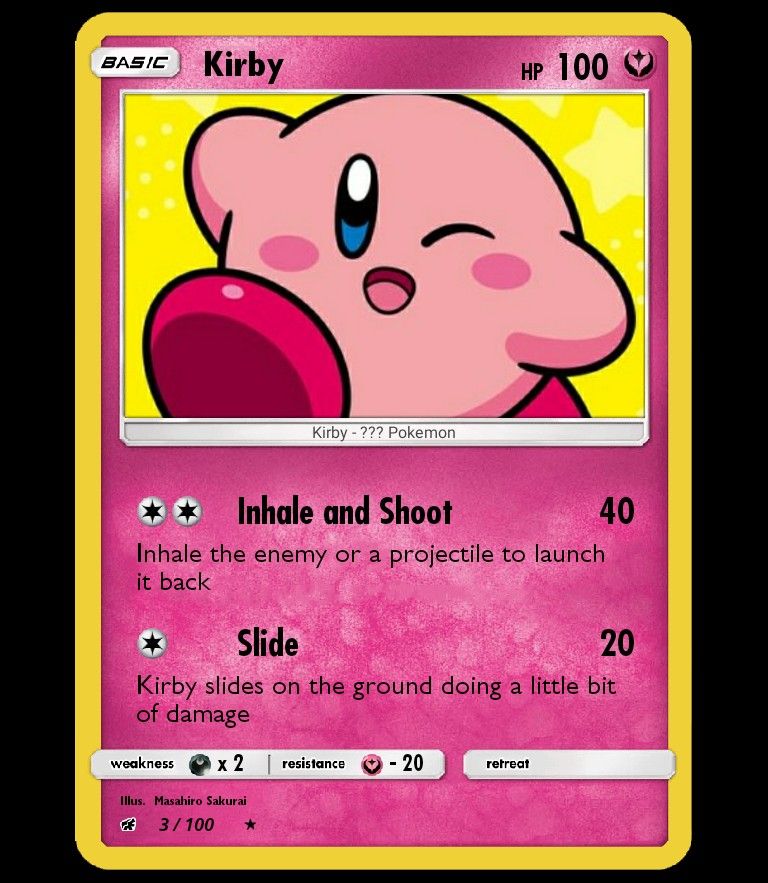 BASIC Kirby HP 100
Kirby - ??? Pokemon
Inhale and Shoot 40
Inhale the enemy or a projectile to launch
it back
Slide 20
Kirby slides on the ground doing a little bit
of damage
weakness x 2 resistance - 20 retreat
Illus. Masahiro Sakurai
3 / 100